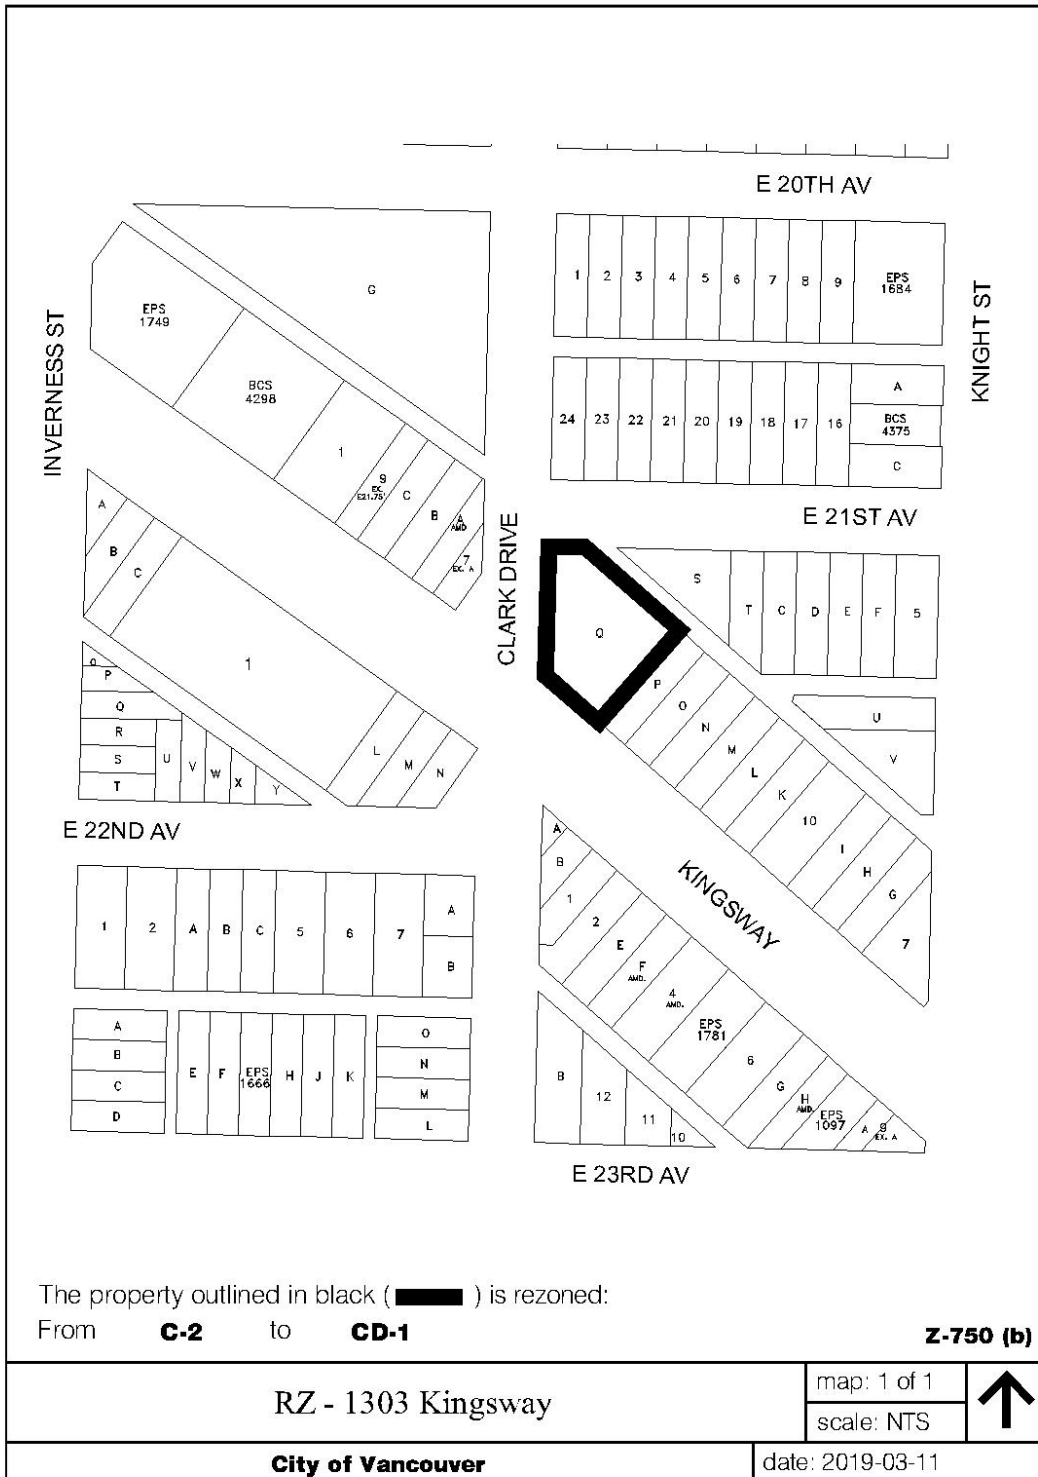 E 20TH AV
1 2 3 4 5 6 7 8 9 EPS
1684
KNIGHT ST
G
EPS
1749
INVERNESS ST
BCS
4298
1
9
EX.
E21.75'
C
B
A
AMD
7
EX. A
A
24 23 22 21 20 19 18 17 16 BCS
4375
C
E 21ST AV
CLARK DRIVE
A
B
C
1
L
M
N
Q
S
T C D E F 5
U
V
P
O
N
M
L
K
10
I
H
G
7
O
P
Q
R
S
T
U V W X Y
E 22ND AV
KINGSWAY
A
B
1
2
E
F
AMD.
4
AMD.
EPS
1781
6
G
H
AMD.
EPS
1097
A
9
EX. A
1 2 A B C 5 6 7
A
B
A
B
C
D
E F EPS
1666
H J K
O
N
M
L
B
12
11
10
E 23RD AV
The property outlined in black ( ) is rezoned:
From C-2 to CD-1
Z-750 (b)
RZ - 1303 Kingsway
map: 1 of 1
scale: NTS
City of Vancouver
date: 2019-03-11